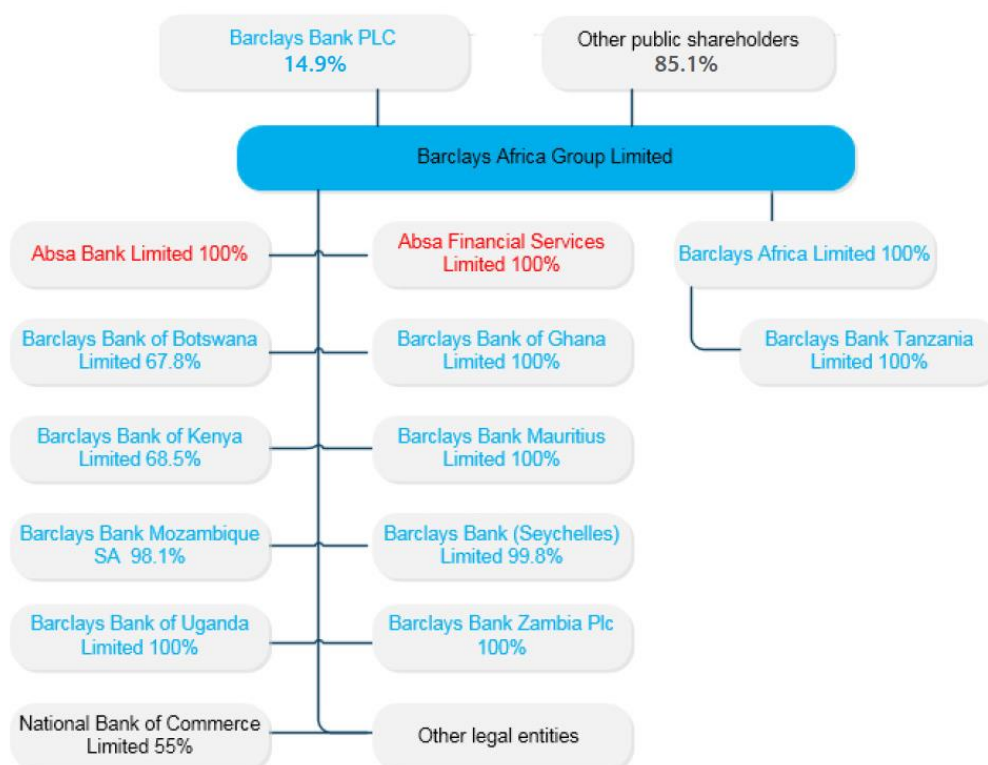 Barclays Bank PLC
14.9%
Other public shareholders
85.1%
Barclays Africa Group Limited
Absa Bank Limited 100%
Absa Financial Services
Limited 100%
Barclays Africa Limited 100%
Barclays Bank of Botswana
Limited 67.8%
Barclays Bank of Ghana
Limited 100%
Barclays Bank Tanzania
Limited 100%
Barclays Bank of Kenya
Limited 68.5%
Barclays Bank Mauritius
Limited 100%
Barclays Bank Mozambique
SA 98.1%
Barclays Bank (Seychelles)
Limited 99.8%
Barclays Bank of Uganda
Limited 100%
Barclays Bank Zambia Plc
100%
National Bank of Commerce
Limited 55%
Other legal entities